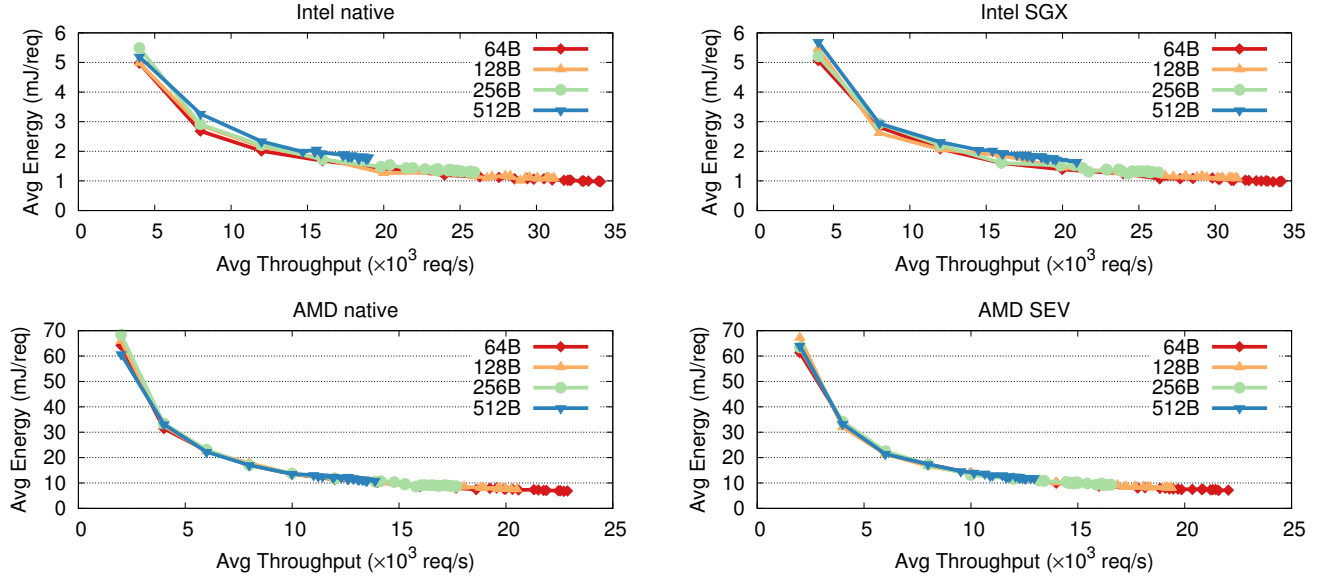 Intel native
Avg Energy (mJ/req)
6
5
4
3
2
1
0
64B
128B
256B
512B
0 5 10 15 20 25 30 35
Avg Throughput (×10³ req/s)
Intel SGX
Avg Energy (mJ/req)
6
5
4
3
2
1
0
64B
128B
256B
512B
0 5 10 15 20 25 30 35
Avg Throughput (×10³ req/s)
AMD native
Avg Energy (mJ/req)
70
60
50
40
30
20
10
0
64B
128B
256B
512B
0 5 10 15 20 25
Avg Throughput (×10³ req/s)
AMD SEV
Avg Energy (mJ/req)
70
60
50
40
30
20
10
0
64B
128B
256B
512B
0 5 10 15 20 25
Avg Throughput (×10³ req/s)